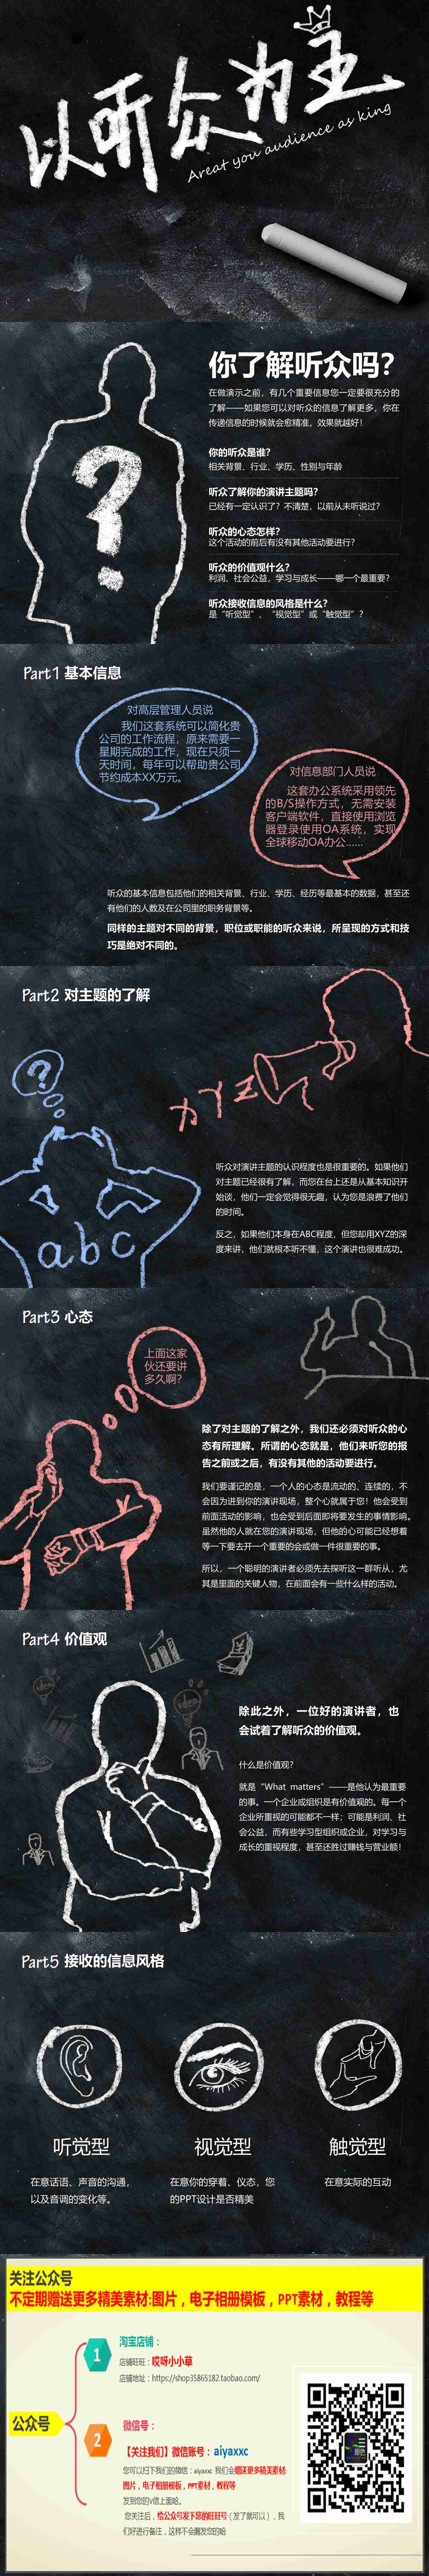 以听众为主
Areat you audience as king
你了解听众吗？
在做演示之前，有几个重要信息您一定要很充分的
了解——如果您可以对听众的信息了解更多，你在
传递信息的时候就会愈精准，效果就越好！
你的听众是谁？
相关背景、行业、学历、性别与年龄
听众了解你的演讲主题吗？
已经有一定认识了？不清楚，以前从未听说过？
听众的心态怎样？
这个活动的前后有没有其他活动要进行？
听众的价值观什么？
利润、社会公益，学习与成长——哪一个最重要？
听众接收信息的风格是什么？
是“听觉型”、“视觉型”或“触觉型”？
Part1 基本信息
对高层管理人员说
我们这套系统可以简化贵
公司的工作流程，原来需要一
星期完成的工作，现在只须一
天时间，每年可以帮助贵公司
节约成本XX万元。
对信息部门人员说
这套办公系统采用领先
的B/S操作方式，无需安装
客户端软件，直接使用浏览
器登录使用OA系统，实现
全球移动OA办公……
听众的基本信息包括他们的相关背景、行业、学历、经历等最基本的数据，甚至还
有他们的人数及在公司里的职务背景等。
同样的主题对不同的背景，职位或职能的听众来说，所呈现的方式和技
巧是绝对不同的。
Part2 对主题的了解
?
XYZ
abc
听众对演讲主题的认识程度也是很重要的。如果他们
对主题已经很有了解，而您在台上还是从基本知识开
始谈，他们一定会觉得很无趣，认为您是浪费了他们
的时间。
反之，如果他们本身在ABC程度，但您却用XYZ的深
度来讲，他们就根本听不懂，这个演讲也很难成功。
Part3 心态
上面这家
伙还要讲
多久啊？
除了对主题的了解之外，我们还必须对听众的心
态有所理解。所谓的心态就是，他们来听您的报
告之前或之后，有没有其他的活动要进行。
我们要谨记的是，一个人的心态是流动的、连续的，不
会因为进到你的演讲现场，整个心就属于您！他会受到
前面活动的影响，也会受到后面即将要发生的事情影响。
虽然他的人就在您的演讲现场，但他的心可能已经想着
等一下要去开一个重要的会或做一件很重要的事。
所以，一个聪明的演讲者必须先去探听这一群听从，尤
其是里面的关键人物，在前面会有一些什么样的活动。
Part4 价值观
idea
idea
除此之外，一位好的演讲者，也
会试着了解听众的价值观。
什么是价值观？
就是“What matters”——是他认为最重要
的事。一个企业或组织是有价值观的。每一个
企业所重视的可能都不一样；可能是利润、社
会公益，而有些学习型组织或企业，对学习与
成长的重视程度，甚至还胜过赚钱与营业额！
Part5 接收的信息风格
听觉型
视觉型
触觉型
在意话语、声音的沟通，
以及音调的变化等。
在意你的穿着、仪态，您
的PPT设计是否精美
在意实际的互动
关注公众号
不定期赠送更多精美素材:图片，电子相册模板，PPT素材，教程等
公众号
1
淘宝店铺：
店铺旺旺：哎呀小小草
店铺地址：https://shop35865182.taobao.com/
2
微信号：
【关注我们】微信账号：aiyaxxc
您可以扫下我们的微信：aiyaxxc 我们会赠送更多精美素材:
图片，电子相册模板，PPT素材，教程等
发到您的V信上面哈。
您关注后，给公众号发下您的旺旺号（发了就可以），我
们好进行备注，这样不会漏发您的哈